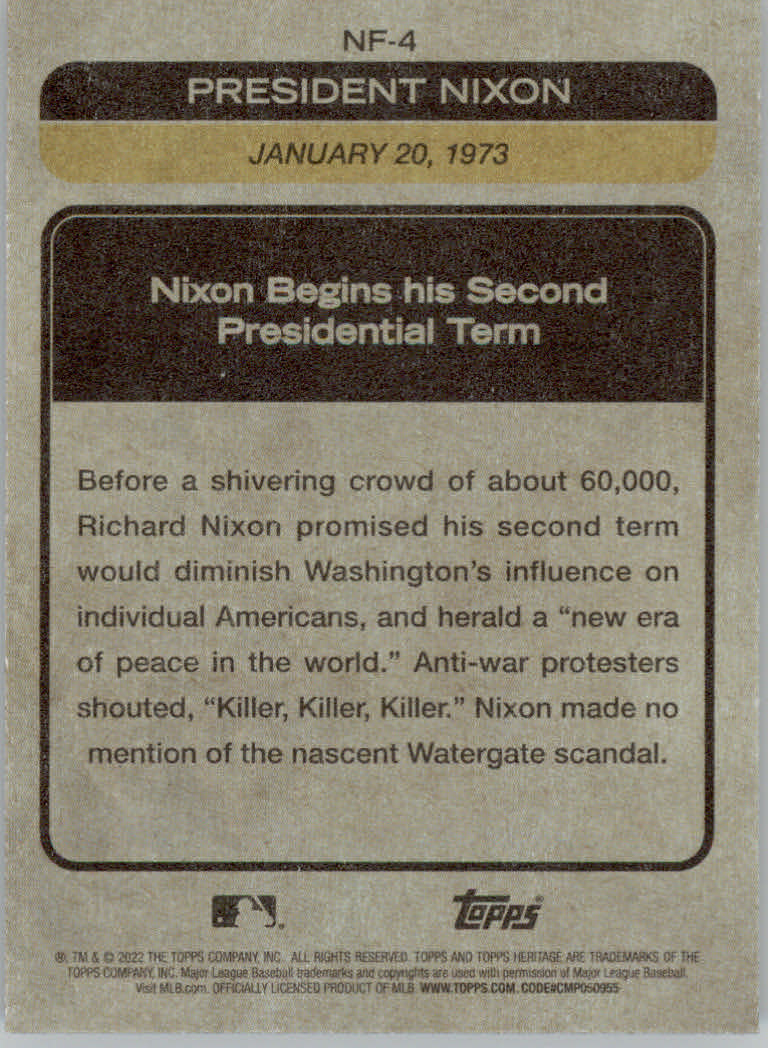 NF-4
PRESIDENT NIXON
JANUARY 20, 1973
Nixon Begins his Second
Presidential Term
Before a shivering crowd of about 60,000,
Richard Nixon promised his second term
would diminish Washington's influence on
individual Americans, and herald a “new era
of peace in the world.” Anti-war protesters
shouted, “Killer, Killer, Killer.” Nixon made no
mention of the nascent Watergate scandal.
topps®
®, TM & © 2022 THE TOPPS COMPANY, INC. ALL RIGHTS RESERVED. TOPPS AND TOPPS HERITAGE ARE TRADEMARKS OF THE
TOPPS COMPANY, INC. Major League Baseball trademarks and copyrights are used with permission of Major League Baseball.
Visit MLB.com. OFFICIALLY LICENSED PRODUCT OF MLB. WWW.TOPPS.COM. CODE#CMP050955